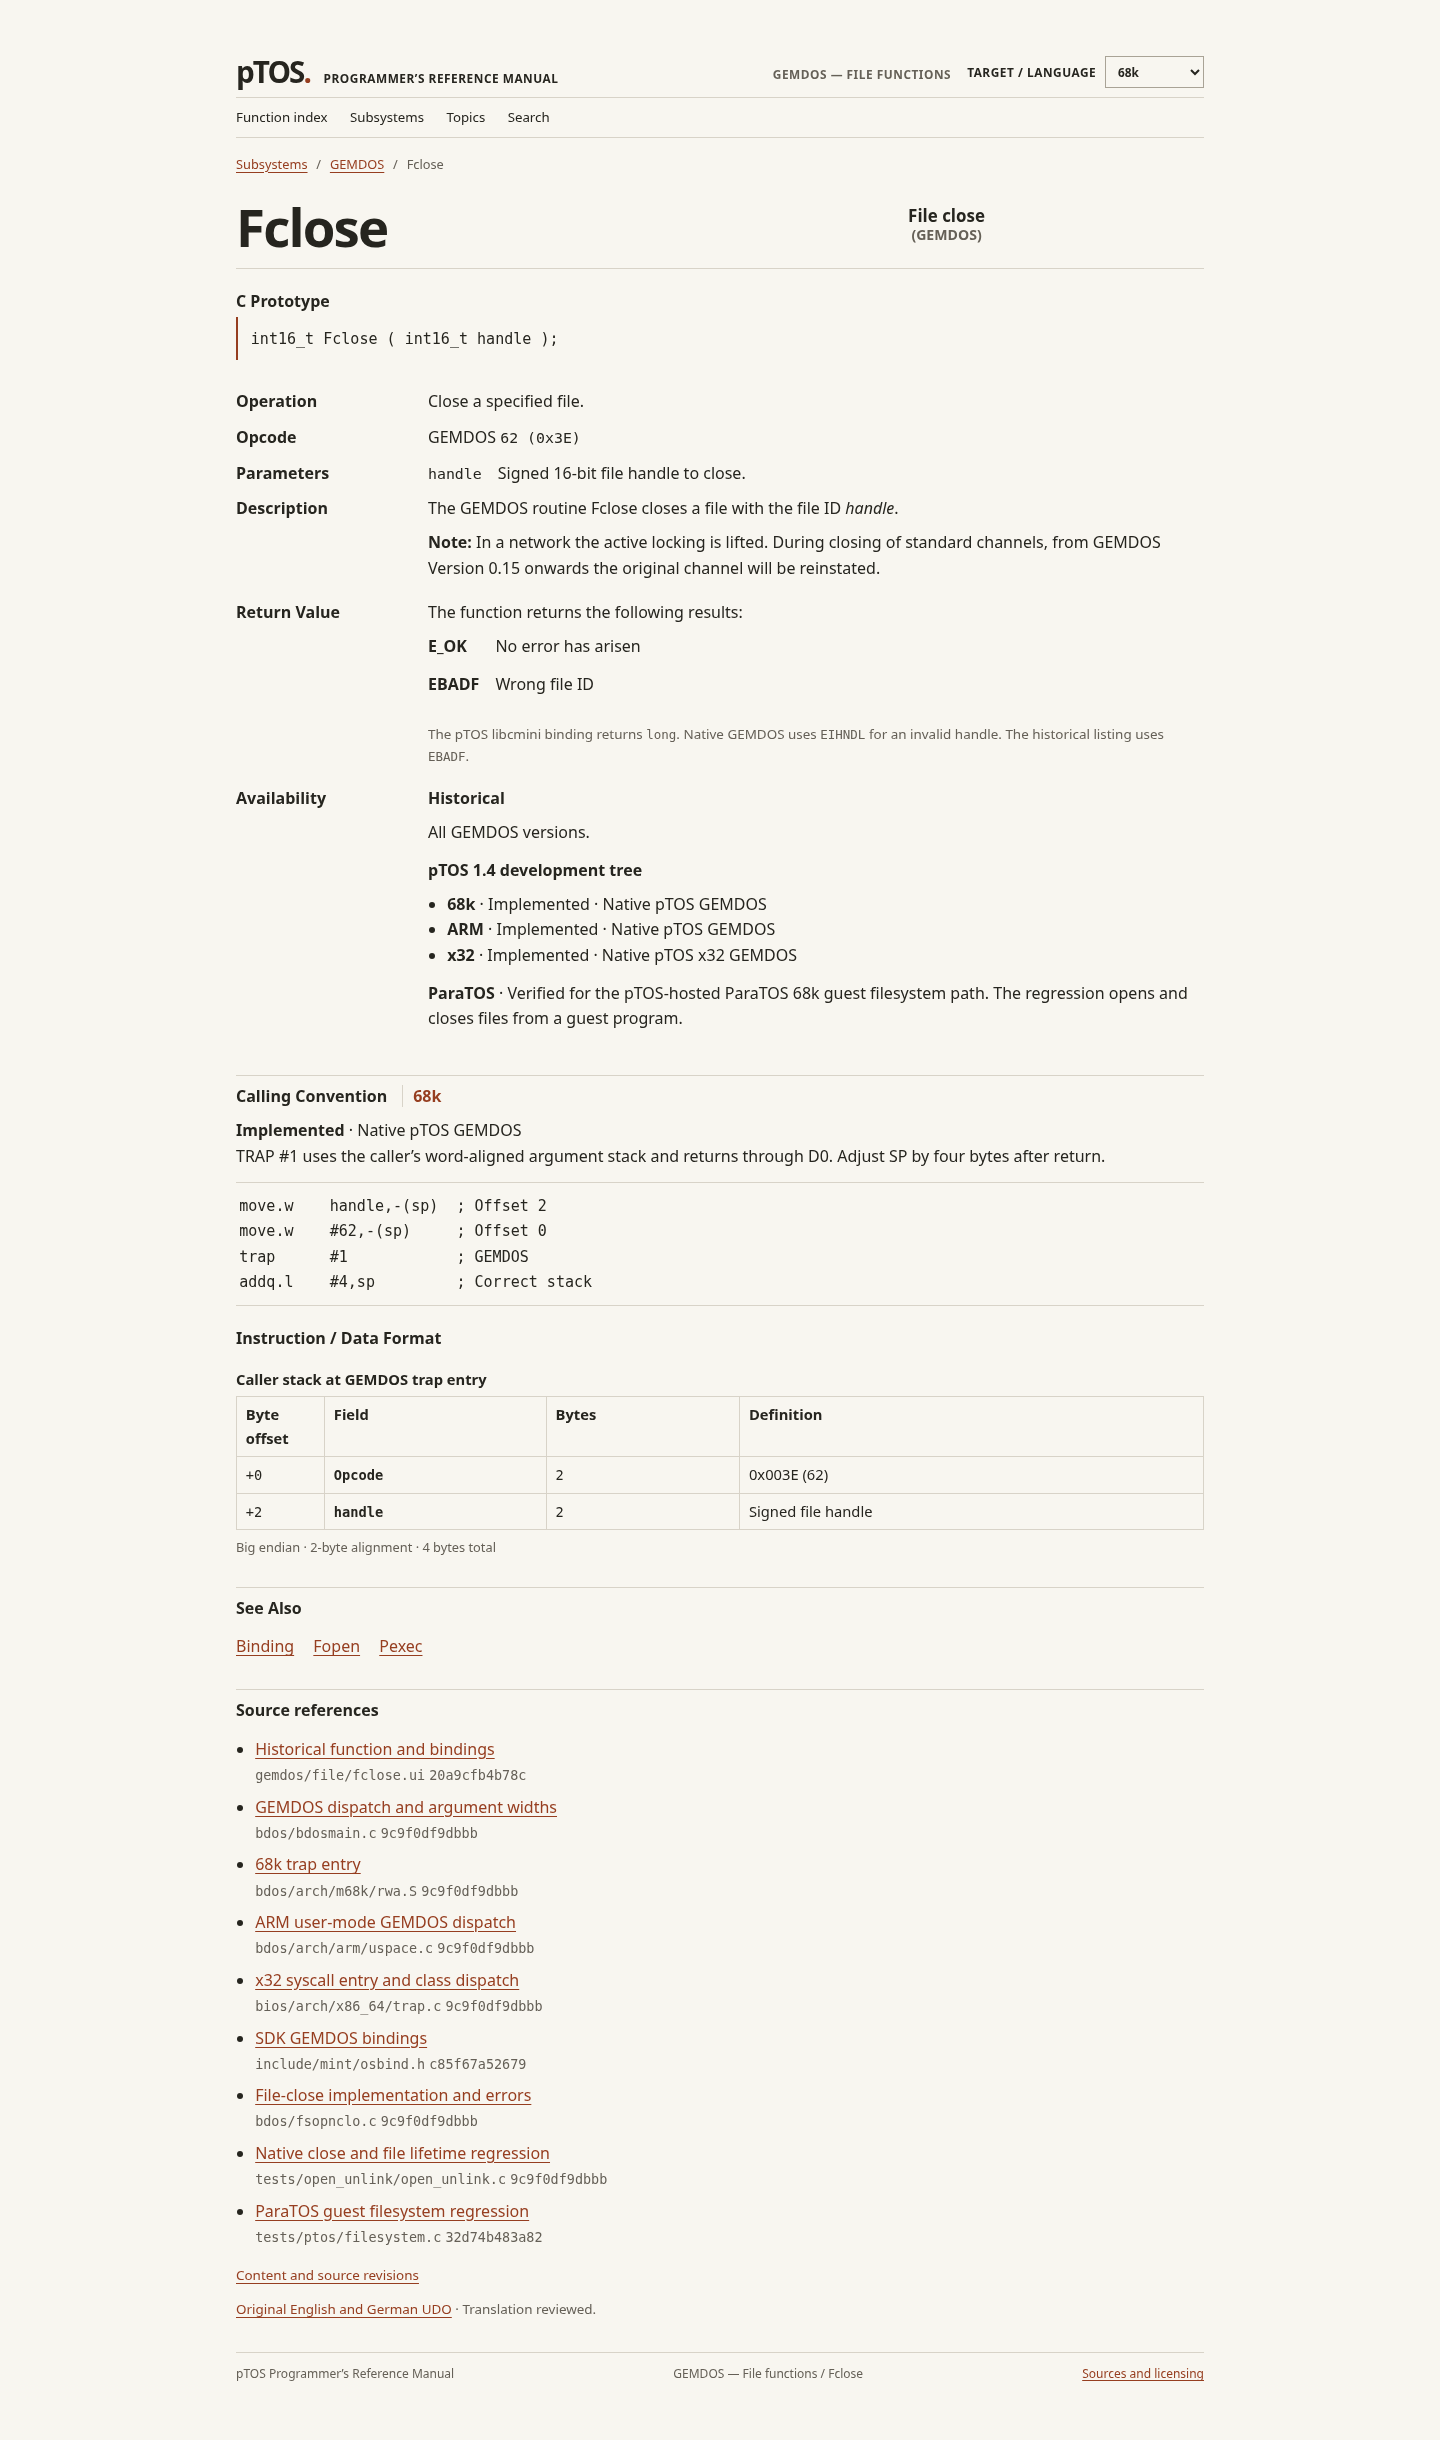 pTOS. PROGRAMMER’S REFERENCE MANUAL GEMDOS — FILE FUNCTIONS TARGET / LANGUAGE 68k
Function index Subsystems Topics Search
Subsystems / GEMDOS / Fclose
Fclose
File close
(GEMDOS)
C Prototype
int16_t Fclose ( int16_t handle );
Operation Close a specified file.
Opcode GEMDOS 62 (0x3E)
Parameters handle Signed 16-bit file handle to close.
Description The GEMDOS routine Fclose closes a file with the file ID handle.
Note: In a network the active locking is lifted. During closing of standard channels, from GEMDOS
Version 0.15 onwards the original channel will be reinstated.
Return Value The function returns the following results:
E_OK No error has arisen
EBADF Wrong file ID
The pTOS libcmini binding returns long. Native GEMDOS uses EIHNDL for an invalid handle. The historical listing uses
EBADF.
Availability Historical
All GEMDOS versions.
pTOS 1.4 development tree
• 68k · Implemented · Native pTOS GEMDOS
• ARM · Implemented · Native pTOS GEMDOS
• x32 · Implemented · Native pTOS x32 GEMDOS
ParaTOS · Verified for the pTOS-hosted ParaTOS 68k guest filesystem path. The regression opens and
closes files from a guest program.
Calling Convention 68k
Implemented · Native pTOS GEMDOS
TRAP #1 uses the caller’s word-aligned argument stack and returns through D0. Adjust SP by four bytes after return.
move.w handle,-(sp) ; Offset 2
move.w #62,-(sp) ; Offset 0
trap #1 ; GEMDOS
addq.l #4,sp ; Correct stack
Instruction / Data Format
Caller stack at GEMDOS trap entry
Byte offset Field Bytes Definition
+0 Opcode 2 0x003E (62)
+2 handle 2 Signed file handle
Big endian · 2-byte alignment · 4 bytes total
See Also
Binding Fopen Pexec
Source references
• Historical function and bindings
gemdos/file/fclose.ui 20a9cfb4b78c
• GEMDOS dispatch and argument widths
bdos/bdosmain.c 9c9f0df9dbbb
• 68k trap entry
bdos/arch/m68k/rwa.S 9c9f0df9dbbb
• ARM user-mode GEMDOS dispatch
bdos/arch/arm/uspace.c 9c9f0df9dbbb
• x32 syscall entry and class dispatch
bios/arch/x86_64/trap.c 9c9f0df9dbbb
• SDK GEMDOS bindings
include/mint/osbind.h c85f67a52679
• File-close implementation and errors
bdos/fsopnclo.c 9c9f0df9dbbb
• Native close and file lifetime regression
tests/open_unlink/open_unlink.c 9c9f0df9dbbb
• ParaTOS guest filesystem regression
tests/ptos/filesystem.c 32d74b483a82
Content and source revisions
Original English and German UDO · Translation reviewed.
pTOS Programmer’s Reference Manual GEMDOS — File functions / Fclose Sources and licensing